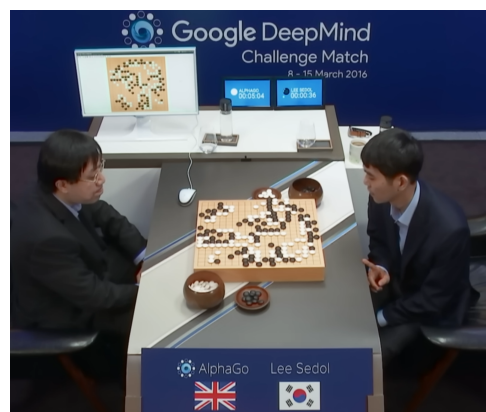 Google DeepMind
Challenge Match
8 - 15 March 2016
ALPHAGO
00:05:04
LEE SEDOL
00:00:36
AlphaGo
Lee Sedol